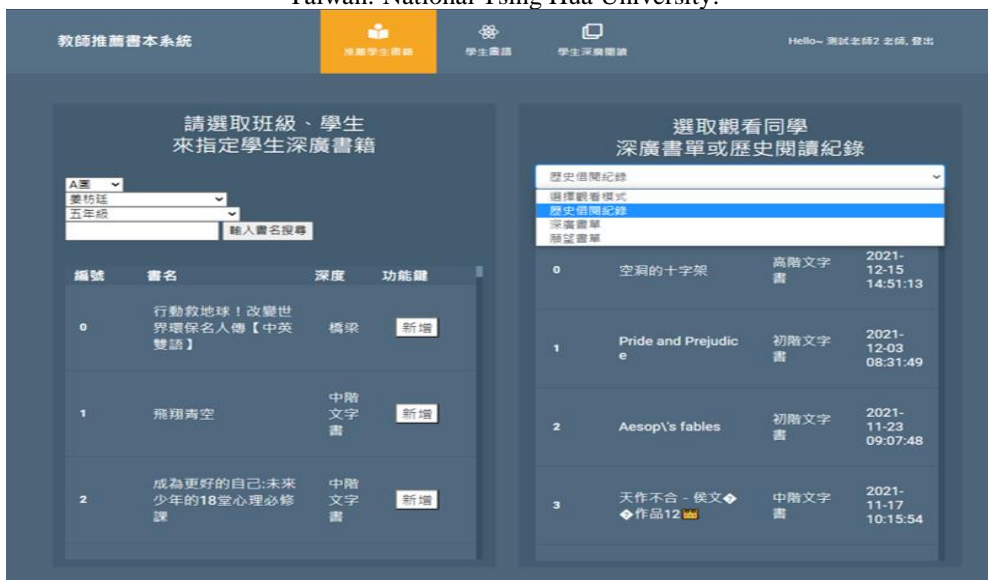 Taiwan: National Tsing Hua University.
教師推薦書本系統
推薦學生書籍
學生書譜
學生深廣閱讀
Hello~ 測試老師2 老師, 登出
請選取班級、學生
來指定學生深廣書籍
五年級
輸入書名搜尋
編號 書名 深度 功能鍵
0
行動救地球！改變世
界環保名人傳【中英
雙語】
橋梁
新增
1
飛翔青空
中階
文字
書
新增
2
成為更好的自己:未來
少年的18堂心理必修
課
中階
文字
書
新增
選取觀看同學
深廣書單或歷史閱讀紀錄
歷史借閱紀錄
選擇觀看模式
歷史借閱紀錄
深廣書單
願望書單
0
空洞的十字架
高階文字
書
2021-
12-15
14:51:13
1
Pride and Prejudic
e
初階文字
書
2021-
12-03
08:31:49
2
Aesop\'s fables
初階文字
書
2021-
11-23
09:07:48
3
天作不合 - 侯文�
�作品12
中階文字
書
2021-
11-17
10:15:54